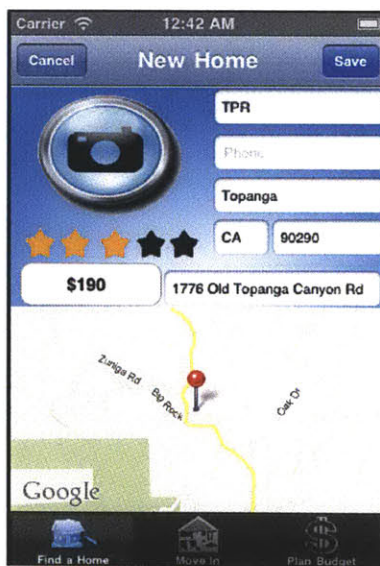 Carrier 12:42 AM
Cancel New Home Save
TPR
Phone
Topanga
CA 90290
$190 1776 Old Topanga Canyon Rd
Zuniga Rd
Big Rock
Oak Dr
Google
Find a Home Move In Plan Budget